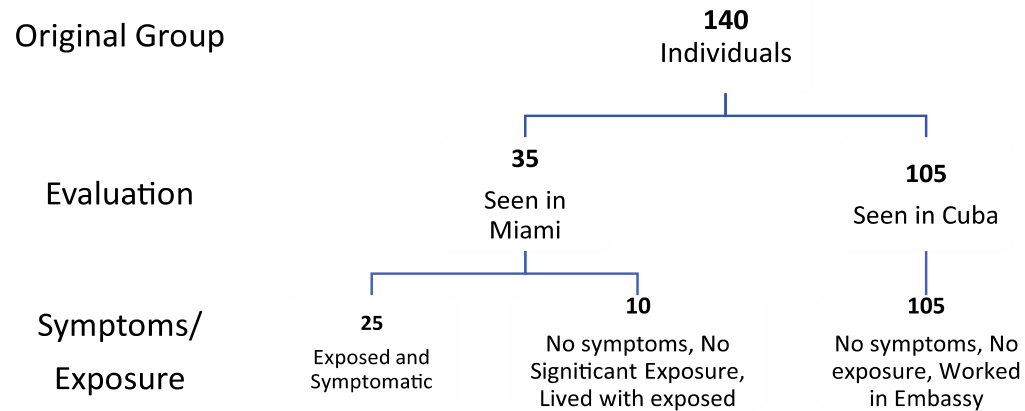 Original Group
140
Individuals
Evaluation
35
Seen in
Miami
105
Seen in Cuba
Symptoms/
Exposure
25
Exposed and
Symptomatic
10
No symptoms, No
Significant Exposure,
Lived with exposed
105
No symptoms, No
exposure, Worked
in Embassy